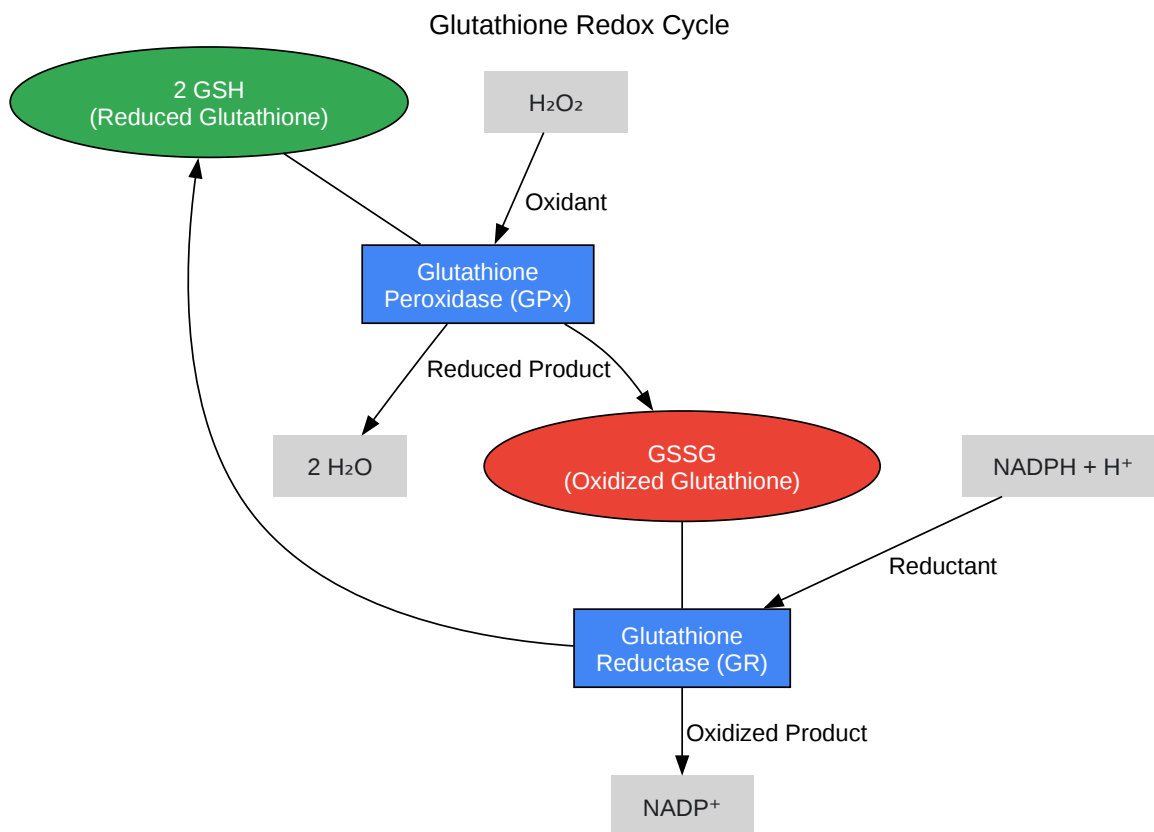 Glutathione Redox Cycle
2 GSH
(Reduced Glutathione)
H₂O₂
Oxidant
Glutathione
Peroxidase (GPx)
Reduced Product
2 H₂O
GSSG
(Oxidized Glutathione)
NADPH + H⁺
Reductant
Glutathione
Reductase (GR)
Oxidized Product
NADP⁺